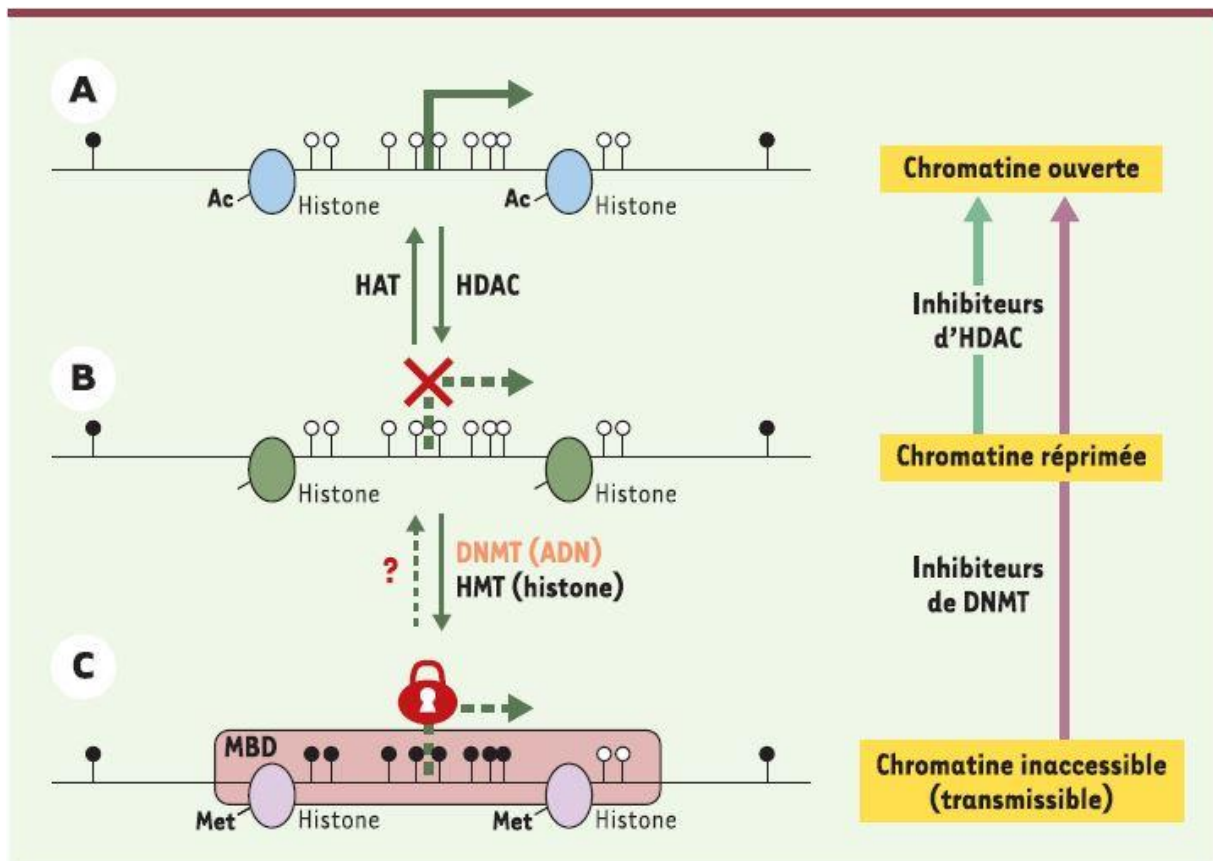 A
Ac
Histone
Ac
Histone
Chromatine ouverte
HAT
HDAC
Inhibiteurs
d'HDAC
B
Histone
Histone
Chromatine réprimée
?
DNMT (ADN)
HMT (histone)
Inhibiteurs
de DNMT
C
MBD
Met
Histone
Met
Histone
Chromatine inaccessible
(transmissible)